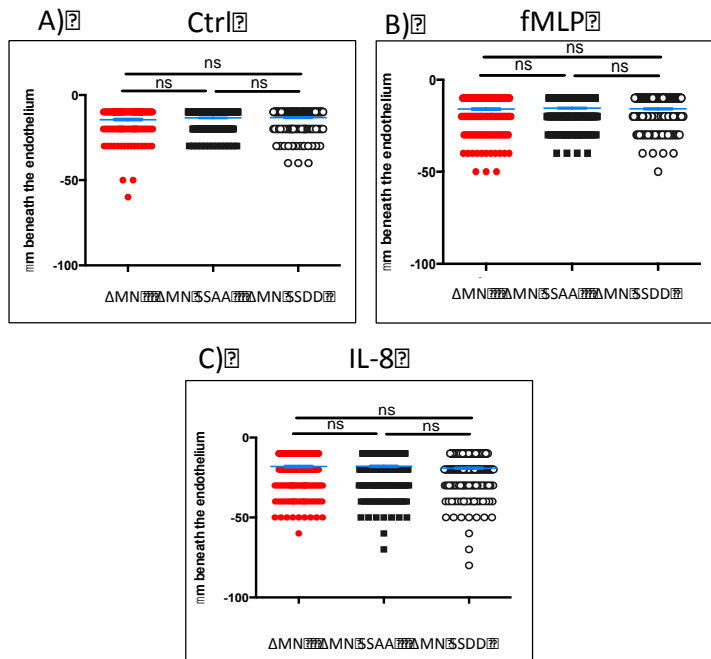 A) Ctrl
ns
ns ns
0
-50
-100
mm beneath the endothelium
ΔMN ΔMN SSAA ΔMN SSDD
B) fMLP
ns
ns ns
0
-50
-100
mm beneath the endothelium
ΔMN ΔMN SSAA ΔMN SSDD
C) IL-8
ns
ns ns
0
-50
-100
mm beneath the endothelium
ΔMN ΔMN SSAA ΔMN SSDD